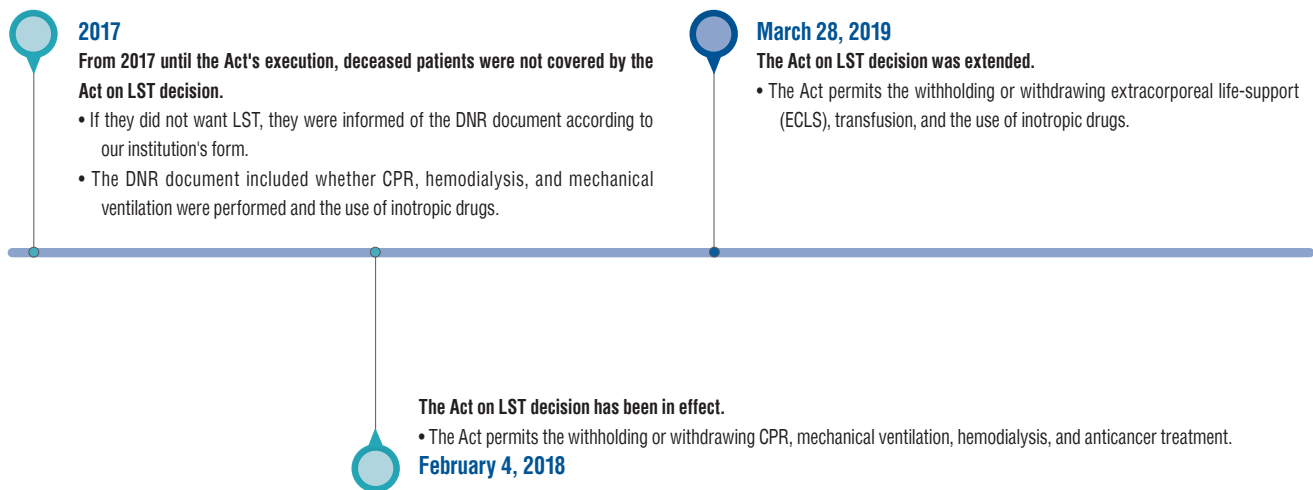 2017
From 2017 until the Act's execution, deceased patients were not covered by the
Act on LST decision.
• If they did not want LST, they were informed of the DNR document according to
our institution's form.
• The DNR document included whether CPR, hemodialysis, and mechanical
ventilation were performed and the use of inotropic drugs.
March 28, 2019
The Act on LST decision was extended.
• The Act permits the withholding or withdrawing extracorporeal life-support
(ECLS), transfusion, and the use of inotropic drugs.
The Act on LST decision has been in effect.
• The Act permits the withholding or withdrawing CPR, mechanical ventilation, hemodialysis, and anticancer treatment.
February 4, 2018